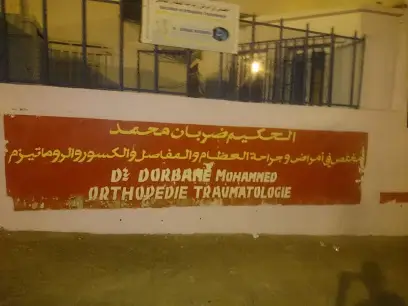 الحكيم ضربان محمد
مختص في أمراض وجراحة العظام والمفاصل والكسور والروماتيزم
Dr DORBANE MOHAMMED
ORTHOPEDIE TRAUMATOLOGIE